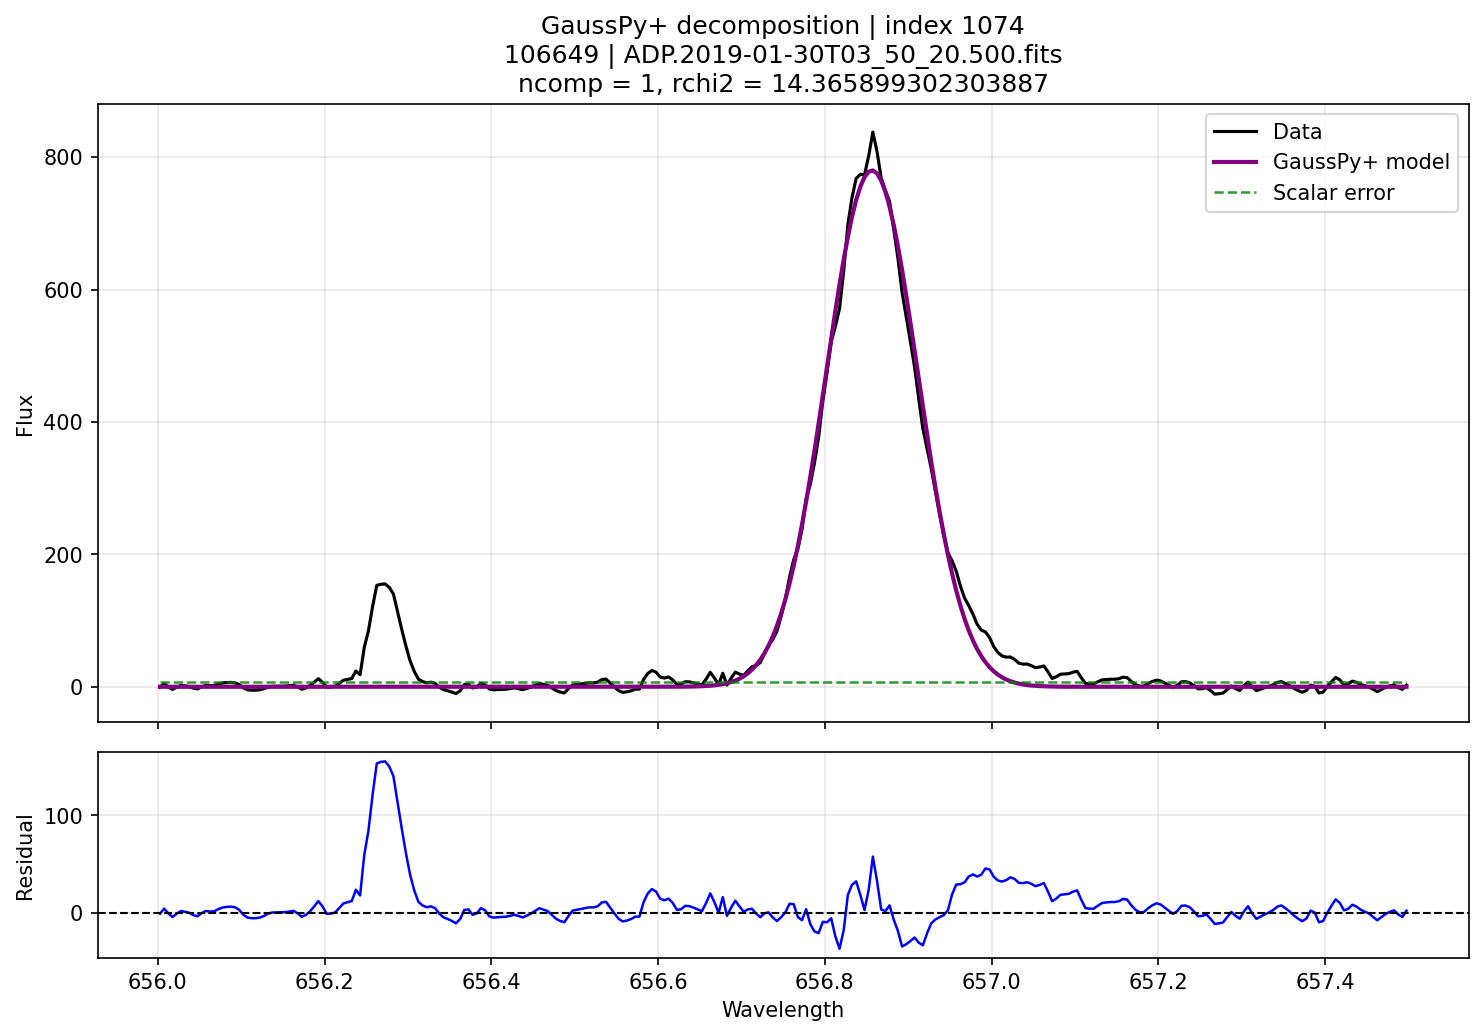 GaussPy+ decomposition | index 1074
106649 | ADP.2019-01-30T03_50_20.500.fits
ncomp = 1, rchi2 = 14.365899302303887
Data
GaussPy+ model
Scalar error
800
600
400
200
0
Flux
100
0
Residual
656.0 656.2 656.4 656.6 656.8 657.0 657.2 657.4
Wavelength